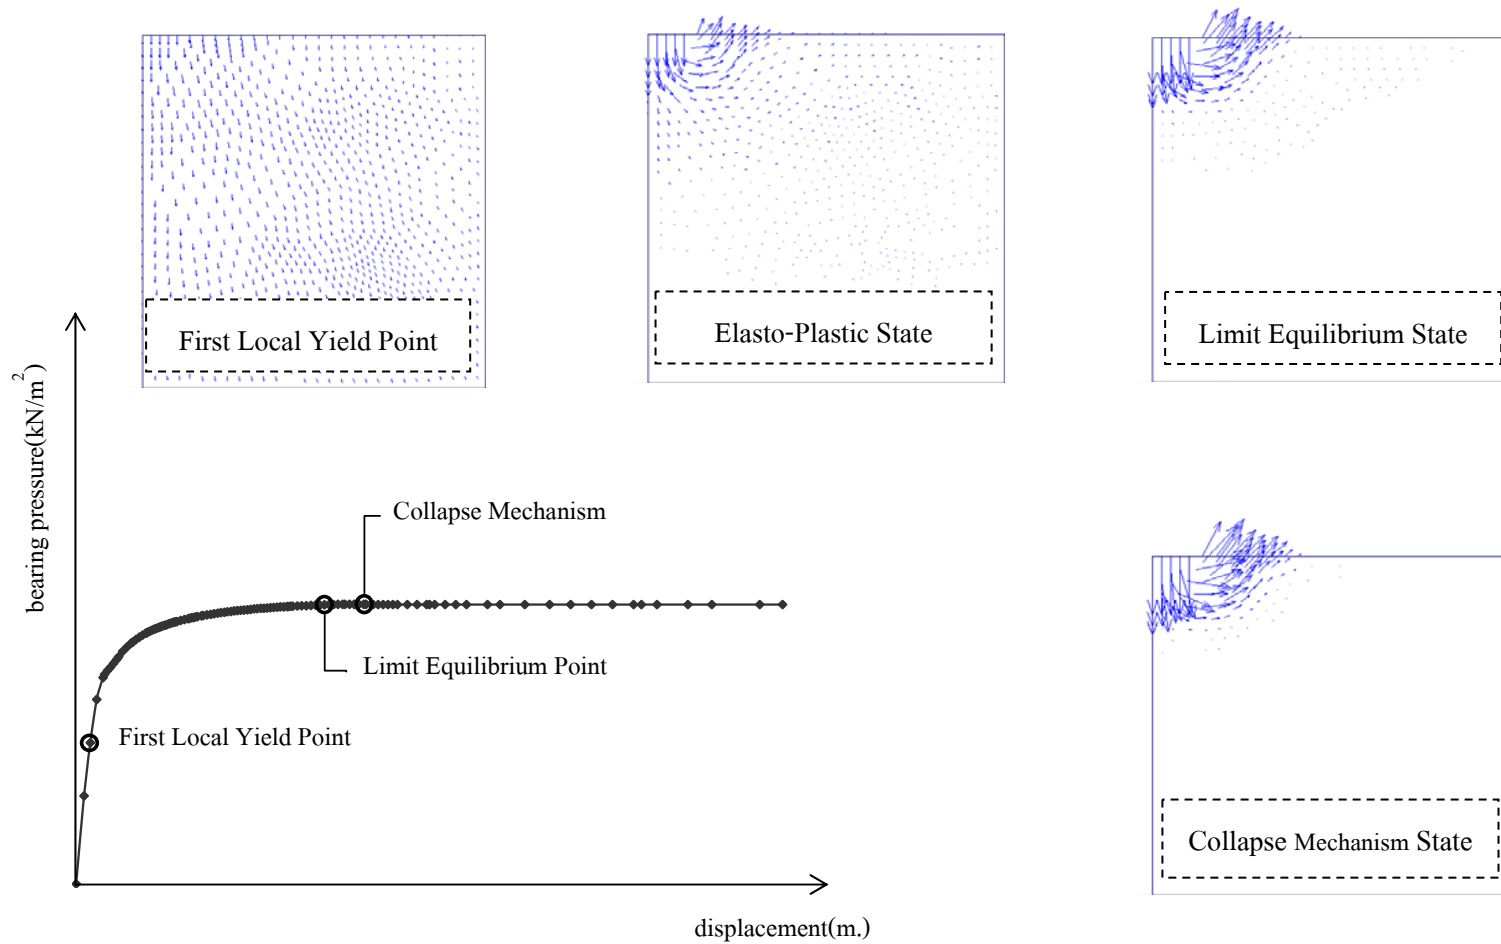 First Local Yield Point
Elasto-Plastic State
Limit Equilibrium State
bearing pressure(kN/m²)
Collapse Mechanism
Limit Equilibrium Point
First Local Yield Point
Collapse Mechanism State
displacement(m.)